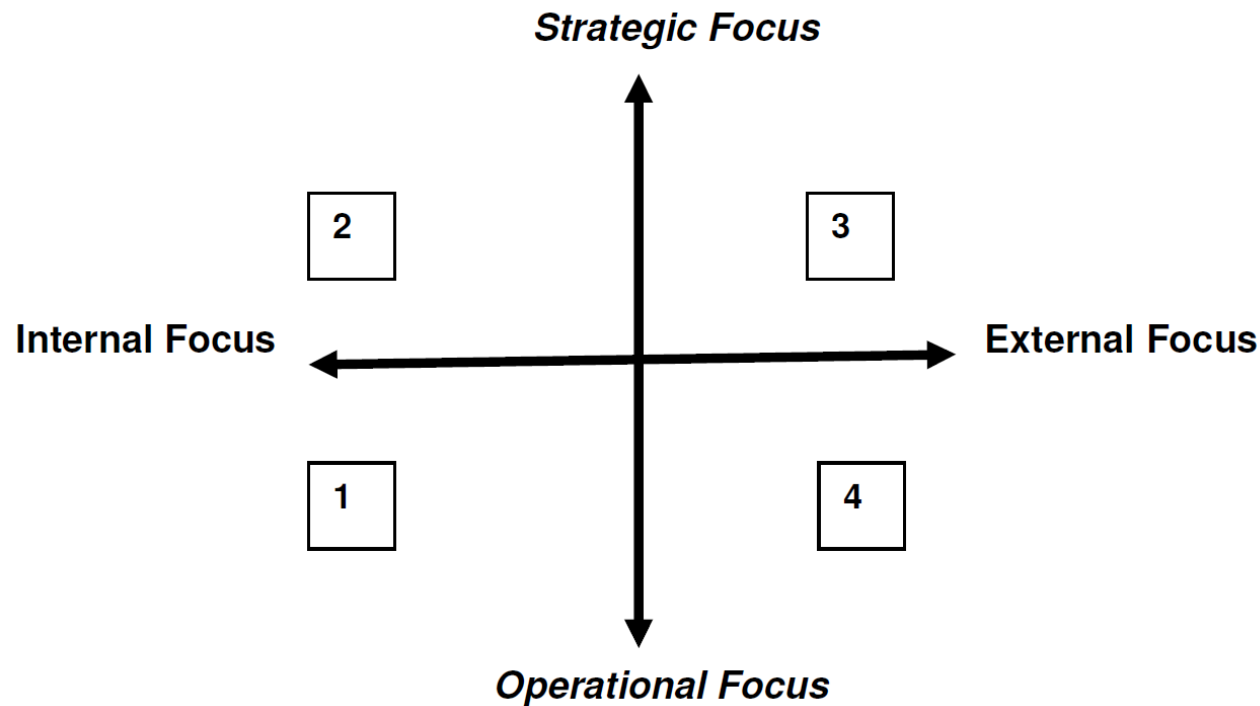 Strategic Focus
2
3
Internal Focus
External Focus
1
4
Operational Focus